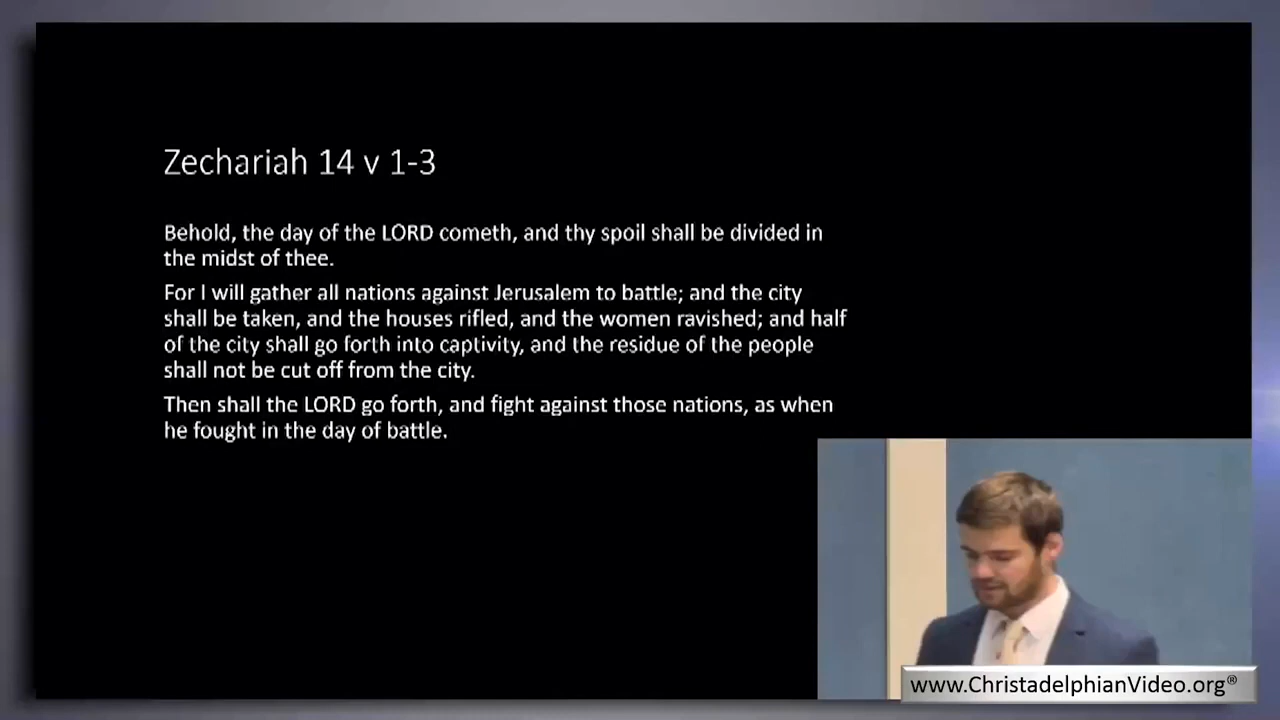 Zechariah 14 v 1-3
Behold, the day of the LORD cometh, and thy spoil shall be divided in
the midst of thee.
For I will gather all nations against Jerusalem to battle; and the city
shall be taken, and the houses rifled, and the women ravished; and half
of the city shall go forth into captivity, and the residue of the people
shall not be cut off from the city.
Then shall the LORD go forth, and fight against those nations, as when
he fought in the day of battle.
www.ChristadelphianVideo.org®